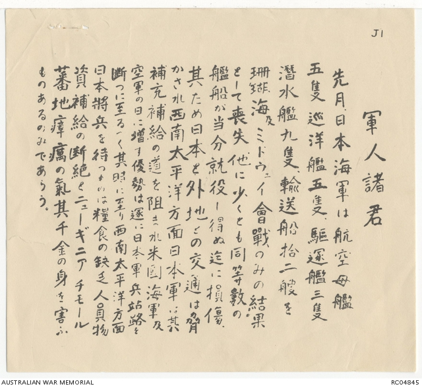 J1
軍人諸君
先月日本海軍は航空母艦
五隻巡洋艦五隻、駆逐艦三隻
潜水艦九隻輸送船拾二艘を
珊瑚海及ミドウェイ會戰のみの結果
として喪失他に少くとも同等数の
艦船が当分就役し得ぬ迄に損傷、
其ため日本と外地との交通は脅
かされ西南太平洋方面日本軍は其
補充補給の道を阻され米国海軍及
空軍の日に増す優勢は遂に日本軍兵站路を
断つに至るべく其時に至り西南太平洋方面
日本將兵を待つものは糧食の缺乏人員物
資補給の断絶とニューギニアチモール
蕃地瘴癘の氣其千金の身を害ふ
ものあるのみであらう。
AUSTRALIAN WAR MEMORIAL
RC04845